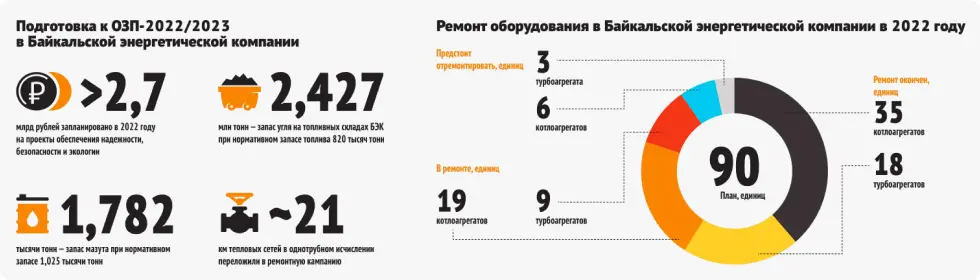 Подготовка к ОЗП-2022/2023
в Байкальской энергетической компании
>2,7
млрд рублей запланировано в 2022 году
на проекты обеспечения надежности,
безопасности и экологии
2,427
млн тонн – запас угля на топливных складах БЭК
при нормативном запасе топлива 820 тысяч тонн
1,782
тысячи тонн – запас мазута при нормативном
запасе 1,025 тысячи тонн
~21
км тепловых сетей в однотрубном исчислении
переложили в ремонтную кампанию
Ремонт оборудования в Байкальской энергетической компании в 2022 году
Предстоит
отремонтировать, единиц
3
турбоагрегата
6
котлоагрегатов
В ремонте, единиц
19
котлоагрегатов
9
турбоагрегатов
90
План, единиц
Ремонт окончен,
единиц
35
котлоагрегатов
18
турбоагрегатов